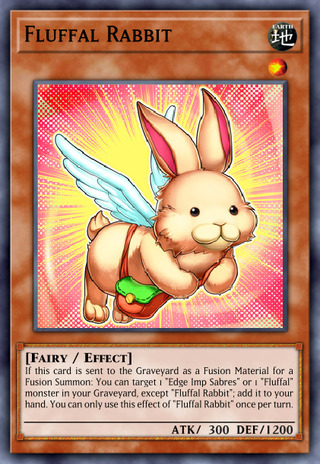 Fluffal Rabbit
EARTH
地
[Fairy / Effect]
If this card is sent to the Graveyard as a Fusion Material for a
Fusion Summon: You can target 1 "Edge Imp Sabres" or 1 "Fluffal"
monster in your Graveyard, except "Fluffal Rabbit"; add it to your
hand. You can only use this effect of "Fluffal Rabbit" once per turn.
ATK/ 300 DEF/1200